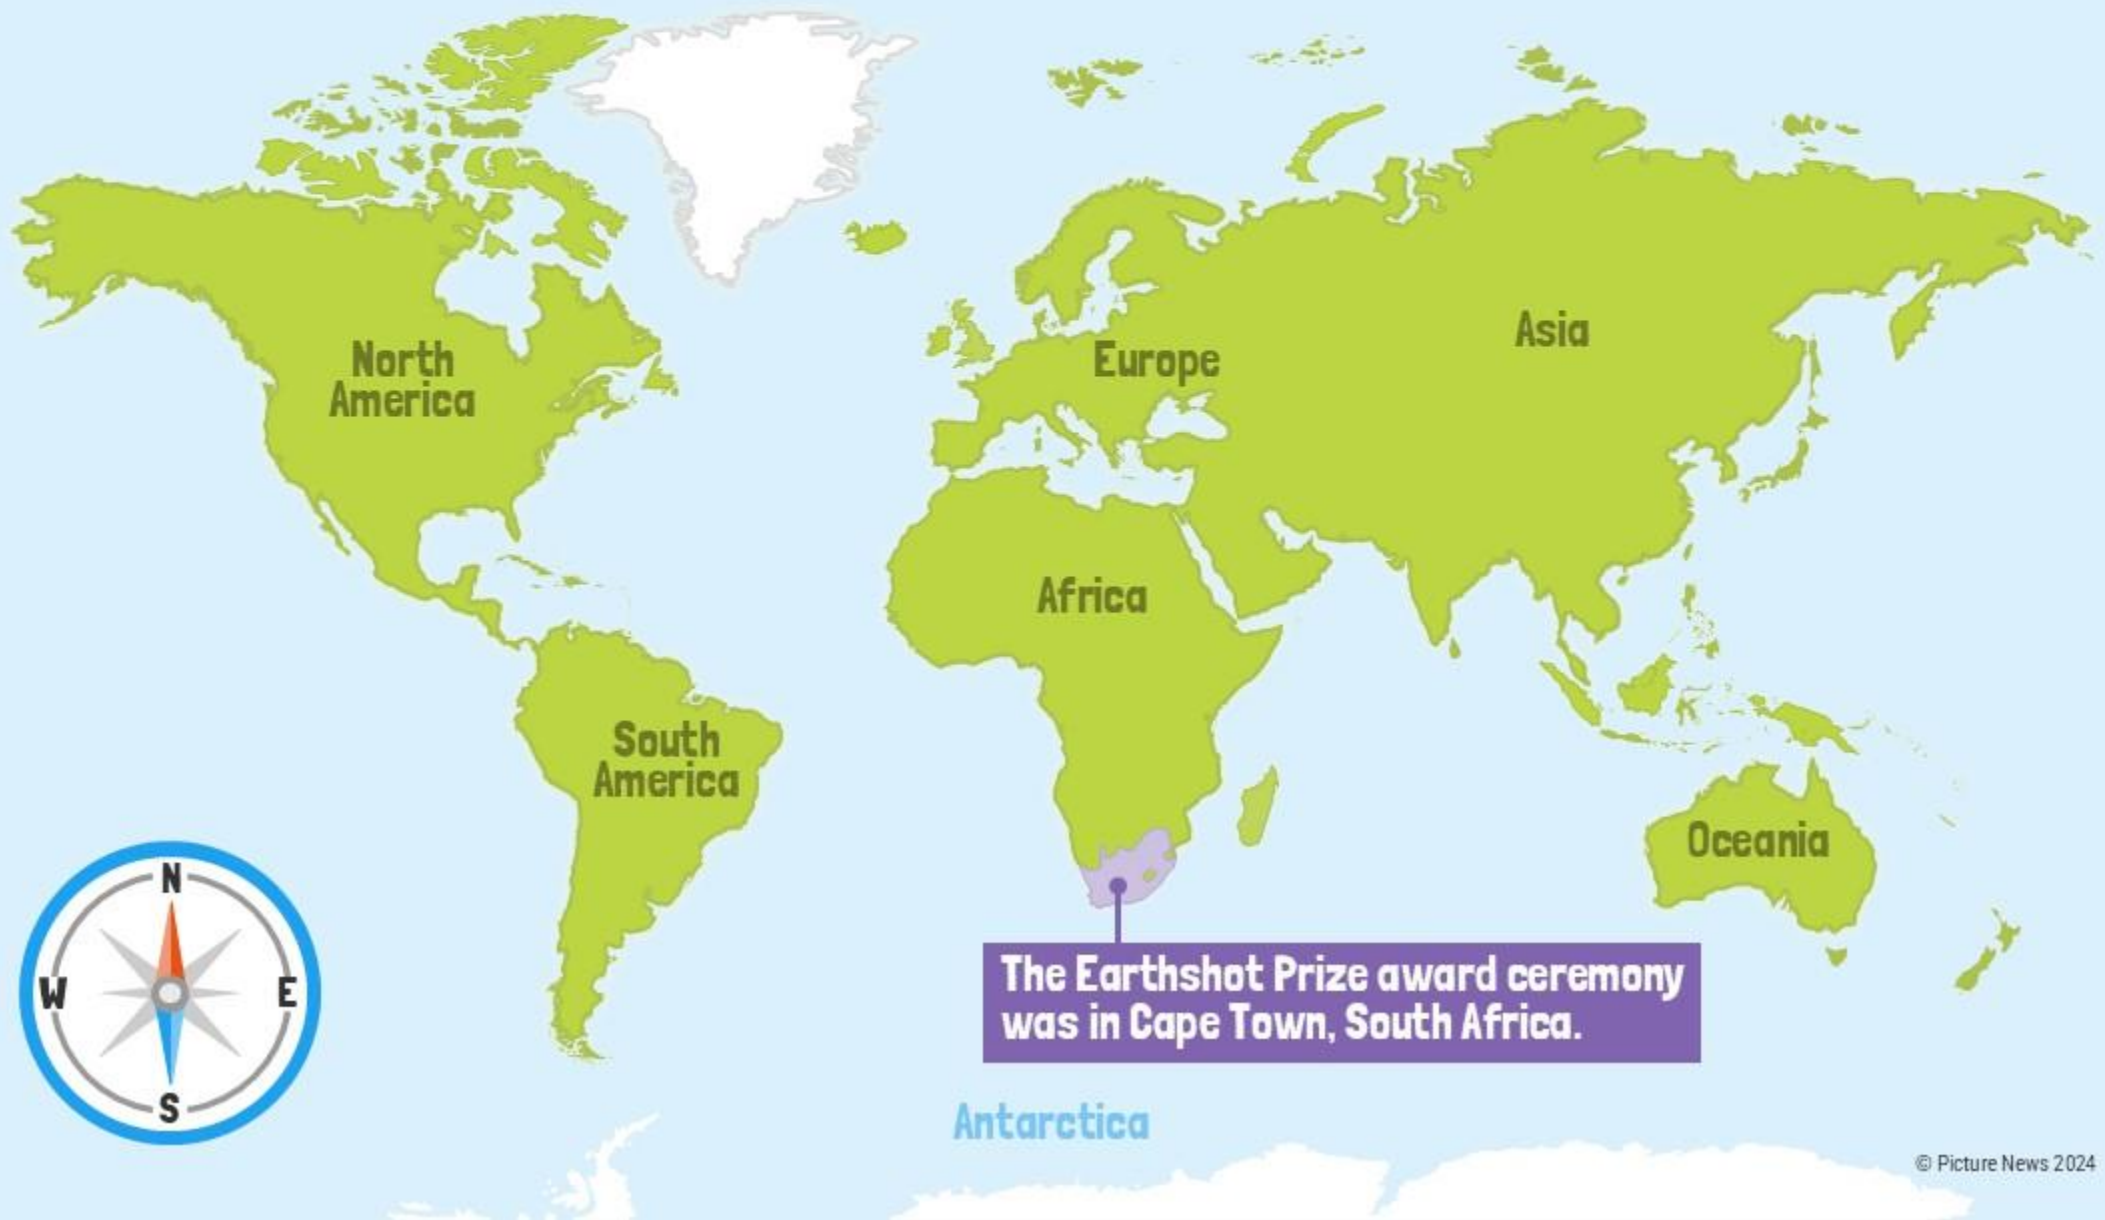 North
America
Europe
Asia
Africa
South
America
Oceania
N
W
E
S
The Earthshot Prize award ceremony
was in Cape Town, South Africa.
Antarctica
© Picture News 2024